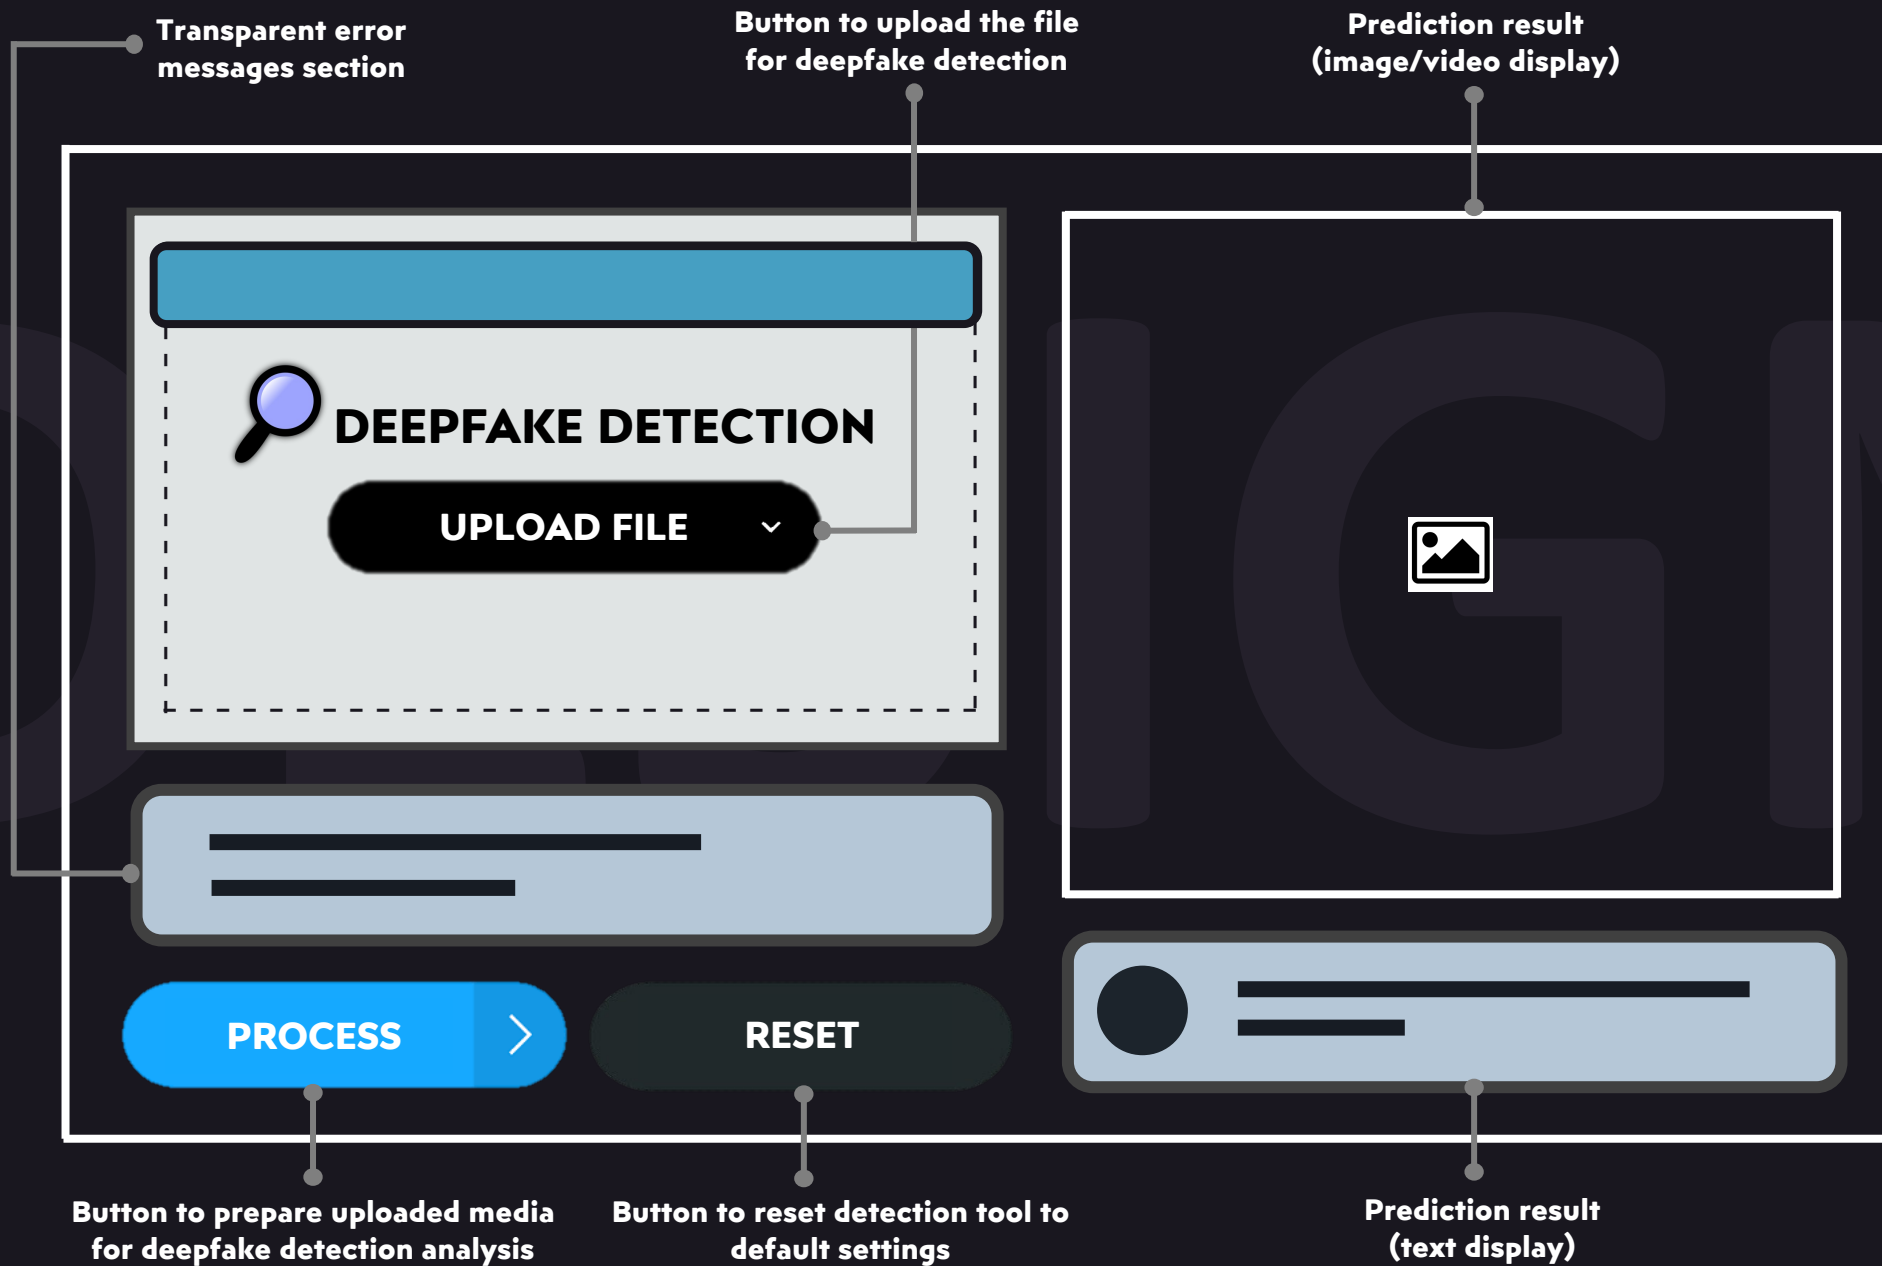 Transparent error
messages section
Button to upload the file
for deepfake detection
Prediction result
(image/video display)
DEEPFAKE DETECTION
UPLOAD FILE
PROCESS
RESET
Button to prepare uploaded media
for deepfake detection analysis
Button to reset detection tool to
default settings
Prediction result
(text display)